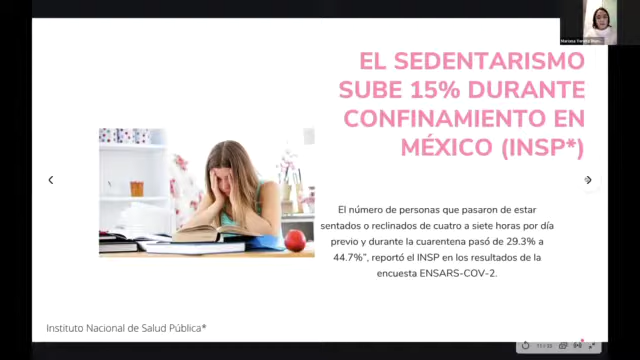 EL SEDENTARISMO
SUBE 15% DURANTE
CONFINAMIENTO EN
MÉXICO (INSP*)
El número de personas que pasaron de estar
sentados o reclinados de cuatro a siete horas por día
previo y durante la cuarentena pasó de 29.3% a
44.7%", reportó el INSP en los resultados de la
encuesta ENSARS-COV-2.
Instituto Nacional de Salud Pública*